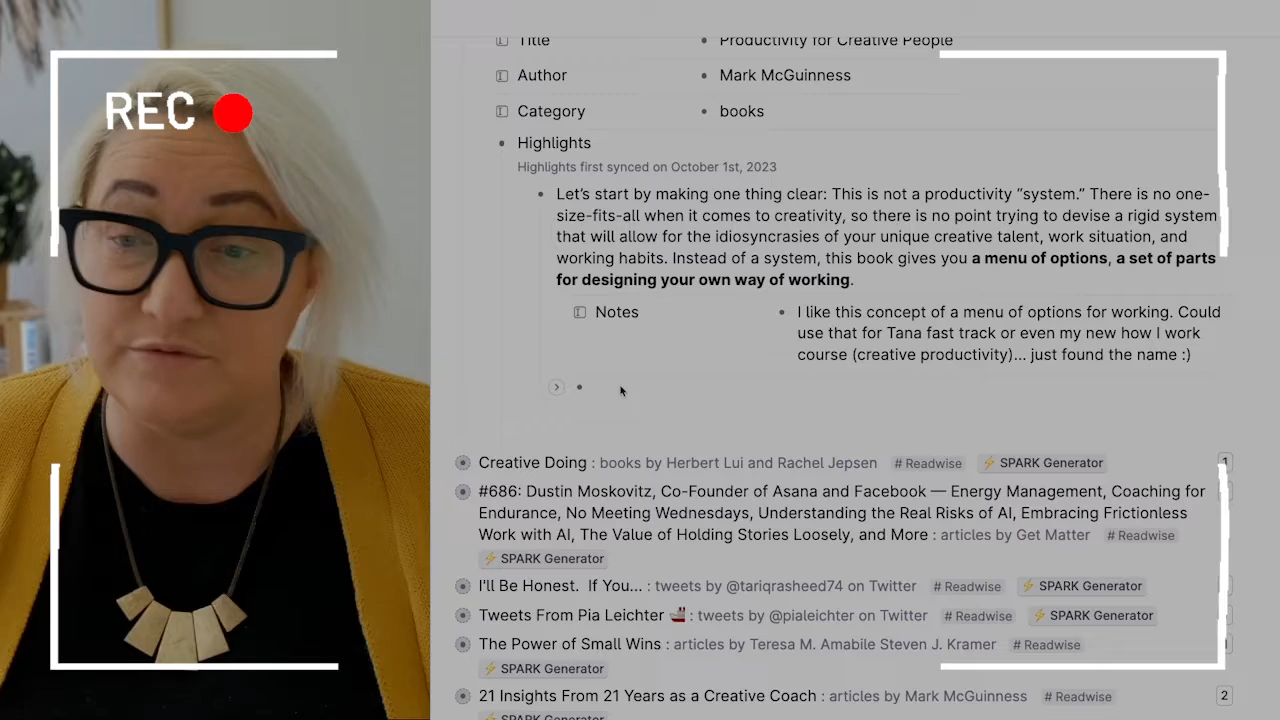 REC
Title
Productivity for Creative People
Author
Mark McGuinness
Category
books
Highlights
Highlights first synced on October 1st, 2023
Let's start by making one thing clear: This is not a productivity “system.” There is no one-
size-fits-all when it comes to creativity, so there is no point trying to devise a rigid system
that will allow for the idiosyncrasies of your unique creative talent, work situation, and
working habits. Instead of a system, this book gives you a menu of options, a set of parts
for designing your own way of working.
Notes
I like this concept of a menu of options for working. Could
use that for Tana fast track or even my new how I work
course (creative productivity)... just found the name :)
Creative Doing : books by Herbert Lui and Rachel Jepsen # Readwise ⚡ SPARK Generator 1
#686: Dustin Moskovitz, Co-Founder of Asana and Facebook — Energy Management, Coaching for
Endurance, No Meeting Wednesdays, Understanding the Real Risks of AI, Embracing Frictionless
Work with AI, The Value of Holding Stories Loosely, and More : articles by Get Matter # Readwise
⚡ SPARK Generator
I'll Be Honest. If You... : tweets by @tariqrasheed74 on Twitter # Readwise ⚡ SPARK Generator
Tweets From Pia Leichter 🚢 : tweets by @pialeichter on Twitter # Readwise ⚡ SPARK Generator
The Power of Small Wins : articles by Teresa M. Amabile Steven J. Kramer # Readwise
⚡ SPARK Generator
21 Insights From 21 Years as a Creative Coach : articles by Mark McGuinness # Readwise 2
⚡ SPARK Generator